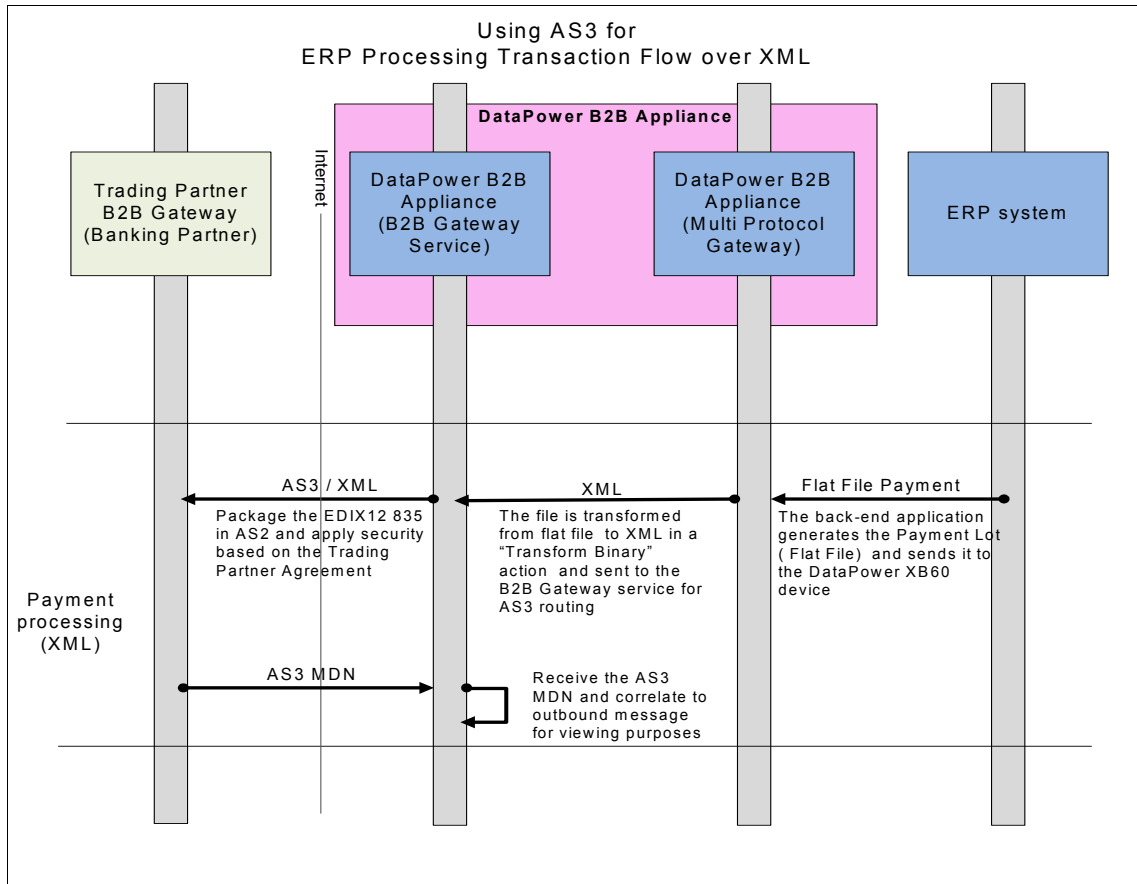 Using AS3 for
ERP Processing Transaction Flow over XML
DataPower B2B Appliance
Internet
Trading Partner
B2B Gateway
(Banking Partner)
DataPower B2B
Appliance
(B2B Gateway
Service)
DataPower B2B
Appliance
(Multi Protocol
Gateway)
ERP system
AS3 / XML
Package the EDIX12 835
in AS2 and apply security
based on the Trading
Partner Agreement
XML
The file is transformed
from flat file to XML in a
“Transform Binary”
action and sent to the
B2B Gateway service for
AS3 routing
Flat File Payment
The back-end application
generates the Payment Lot
( Flat File) and sends it to
the DataPower XB60
device
Payment
processing
(XML)
AS3 MDN
Receive the AS3
MDN and correlate to
outbound message
for viewing purposes